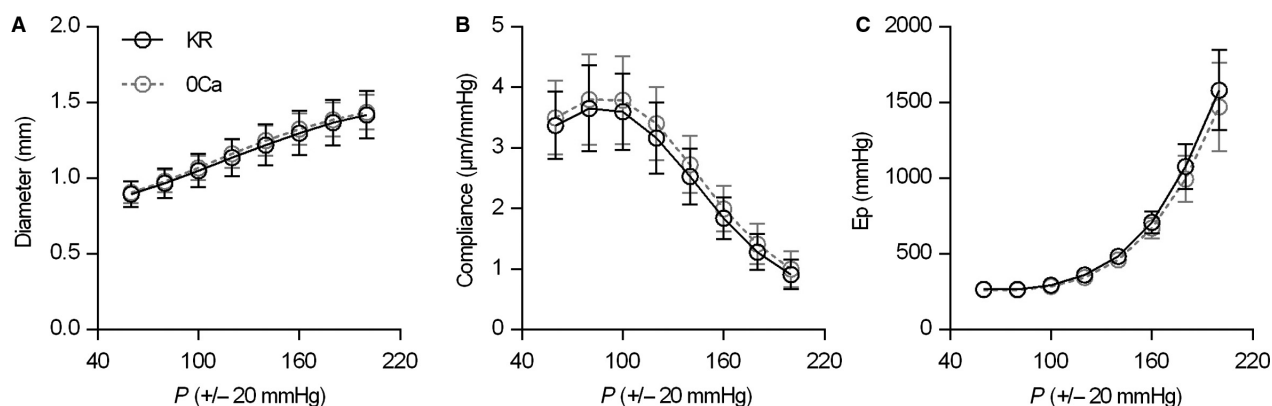 A
Diameter (mm)
2.0
1.5
1.0
0.5
0.0
KR
0Ca
40
100
160
220
P (+/– 20 mmHg)
B
Compliance (µm/mmHg)
5
4
3
2
1
0
40
100
160
220
P (+/– 20 mmHg)
C
Ep (mmHg)
2000
1500
1000
500
0
40
100
160
220
P (+/– 20 mmHg)